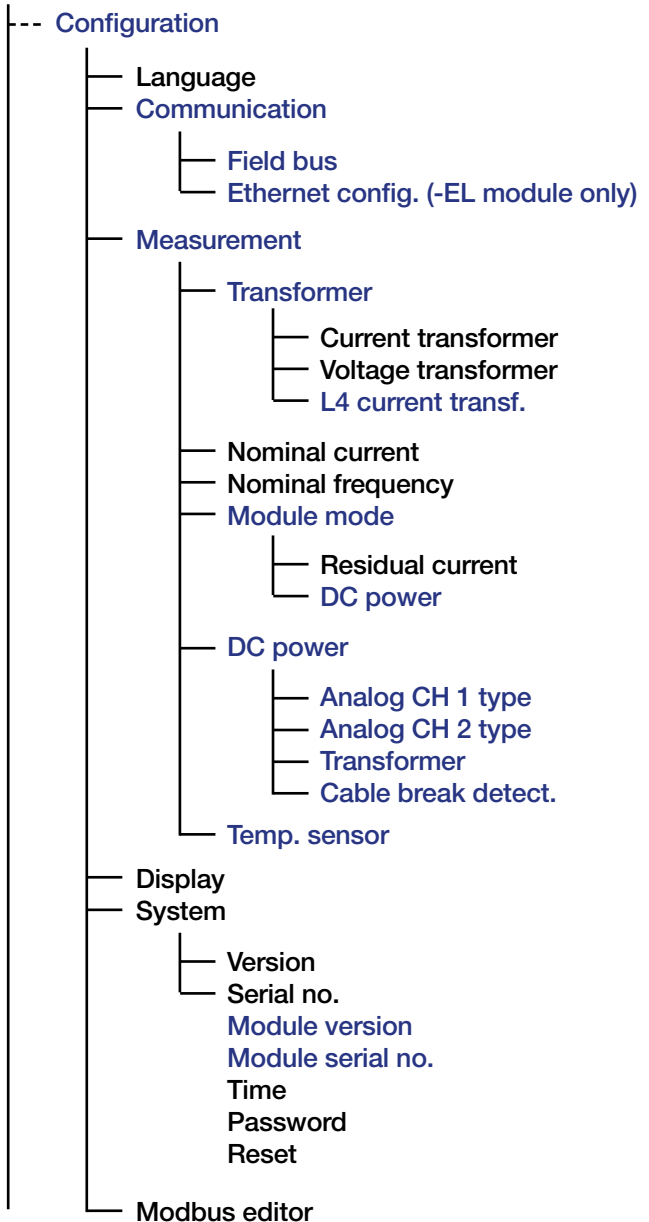 Configuration
Language
Communication
Field bus
Ethernet config. (-EL module only)
Measurement
Transformer
Current transformer
Voltage transformer
L4 current transf.
Nominal current
Nominal frequency
Module mode
Residual current
DC power
DC power
Analog CH 1 type
Analog CH 2 type
Transformer
Cable break detect.
Temp. sensor
Display
System
Version
Serial no.
Module version
Module serial no.
Time
Password
Reset
Modbus editor